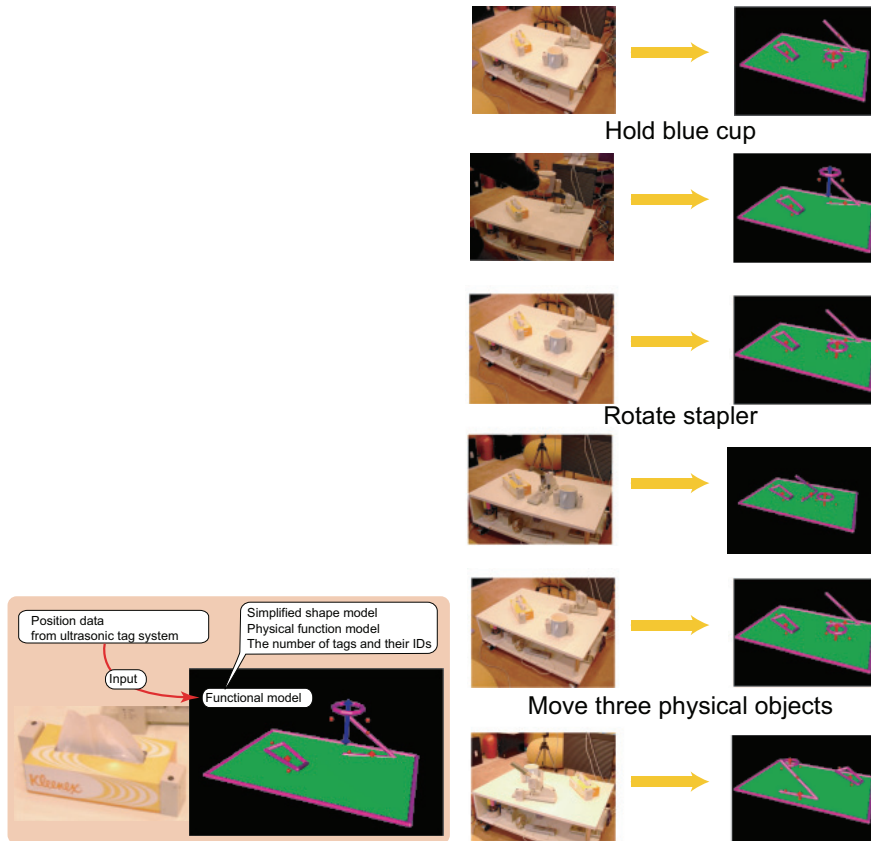 Hold blue cup
Rotate stapler
Move three physical objects
Position data
from ultrasonic tag system
Input
Simplified shape model
Physical function model
The number of tags and their IDs
Functional model
Kleenex